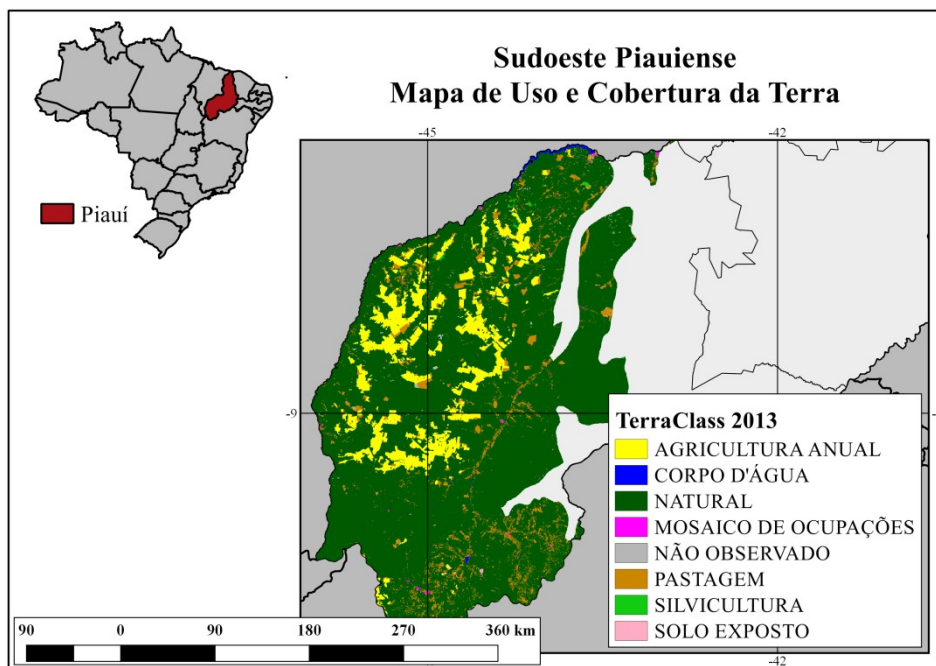 Sudoeste Piauiense
Mapa de Uso e Cobertura da Terra
Piauí
-45
-42
-9
TerraClass 2013
AGRICULTURA ANUAL
CORPO D'ÁGUA
NATURAL
MOSAICO DE OCUPAÇÕES
NÃO OBSERVADO
PASTAGEM
SILVICULTURA
SOLO EXPOSTO
90 0 90 180 270 360 km
-42